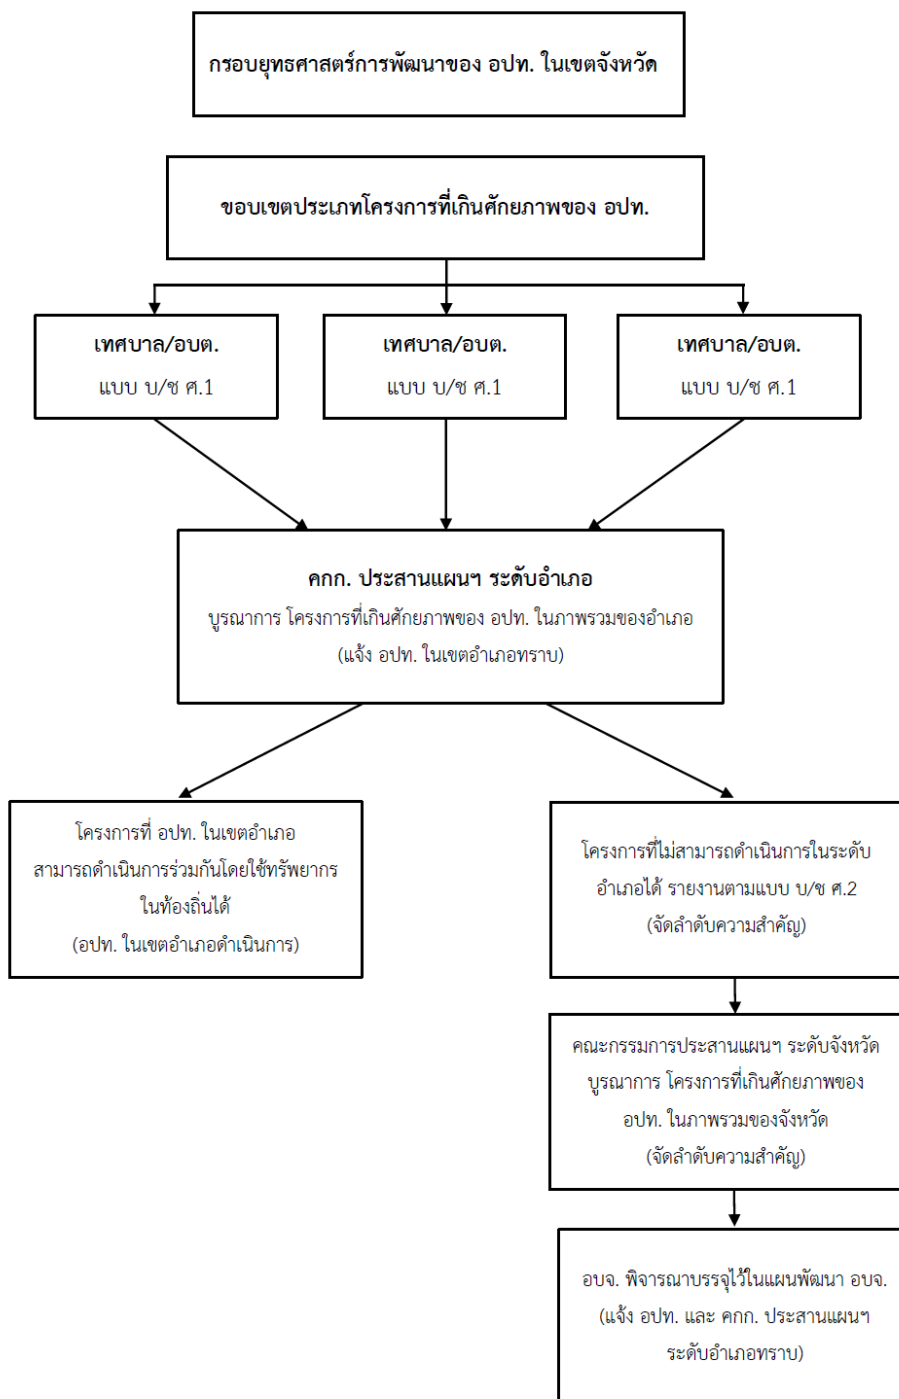 กรอบยุทธศาสตร์การพัฒนาของ อปท. ในเขตจังหวัด
ขอบเขตประเภทโครงการที่เกินศักยภาพของ อปท.
เทศบาล/อบต.
แบบ บ/ช ศ.1
เทศบาล/อบต.
แบบ บ/ช ศ.1
เทศบาล/อบต.
แบบ บ/ช ศ.1
คกก. ประสานแผนฯ ระดับอำเภอ
บูรณาการ โครงการที่เกินศักยภาพของ อปท. ในภาพรวมของอำเภอ
(แจ้ง อปท. ในเขตอำเภอทราบ)
โครงการที่ อปท. ในเขตอำเภอ
สามารถดำเนินการร่วมกันโดยใช้ทรัพยากร
ในท้องถิ่นได้
(อปท. ในเขตอำเภอดำเนินการ)
โครงการที่ไม่สามารถดำเนินการในระดับ
อำเภอได้ รายงานตามแบบ บ/ช ศ.2
(จัดลำดับความสำคัญ)
คณะกรรมการประสานแผนฯ ระดับจังหวัด
บูรณาการ โครงการที่เกินศักยภาพของ
อปท. ในภาพรวมของจังหวัด
(จัดลำดับความสำคัญ)
อบจ. พิจารณาบรรจุไว้ในแผนพัฒนา อบจ.
(แจ้ง อปท. และ คกก. ประสานแผนฯ
ระดับอำเภอทราบ)